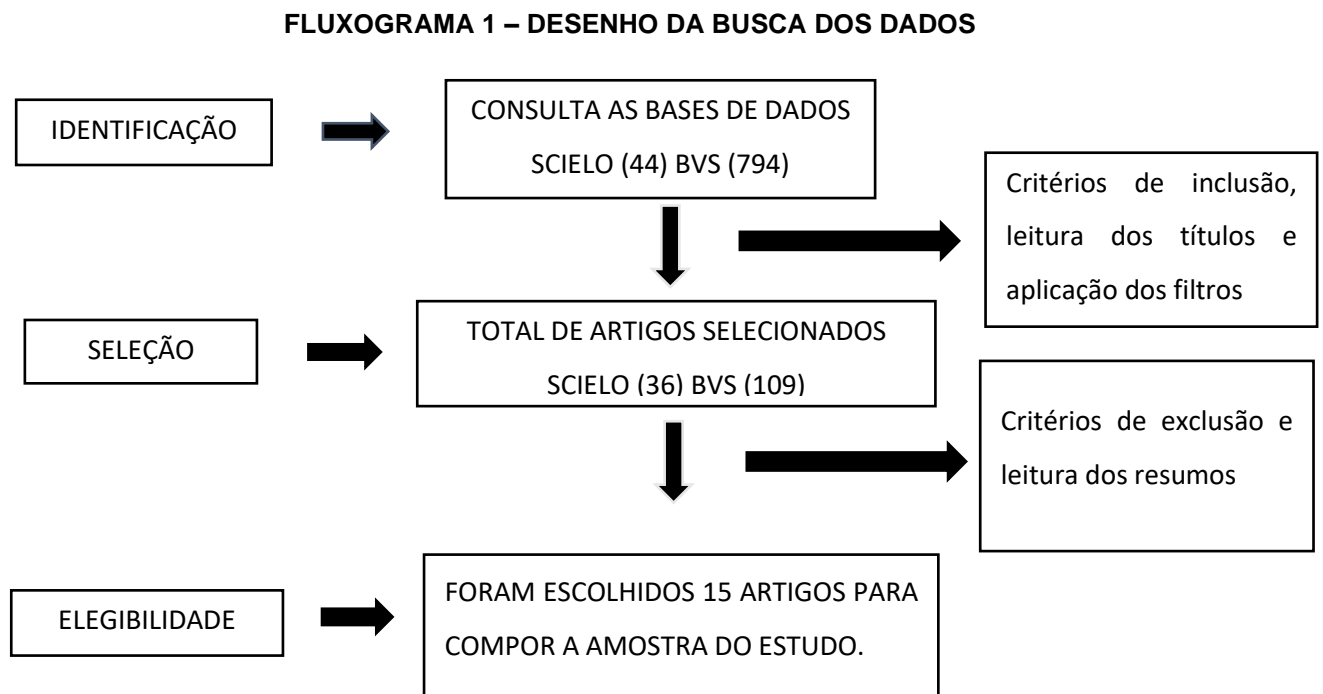 FLUXOGRAMA 1 – DESENHO DA BUSCA DOS DADOS
IDENTIFICAÇÃO
CONSULTA AS BASES DE DADOS
SCIELO (44) BVS (794)
Critérios de inclusão,
leitura dos títulos e
aplicação dos filtros
SELEÇÃO
TOTAL DE ARTIGOS SELECIONADOS
SCIELO (36) BVS (109)
Critérios de exclusão e
leitura dos resumos
ELEGIBILIDADE
FORAM ESCOLHIDOS 15 ARTIGOS PARA
COMPOR A AMOSTRA DO ESTUDO.